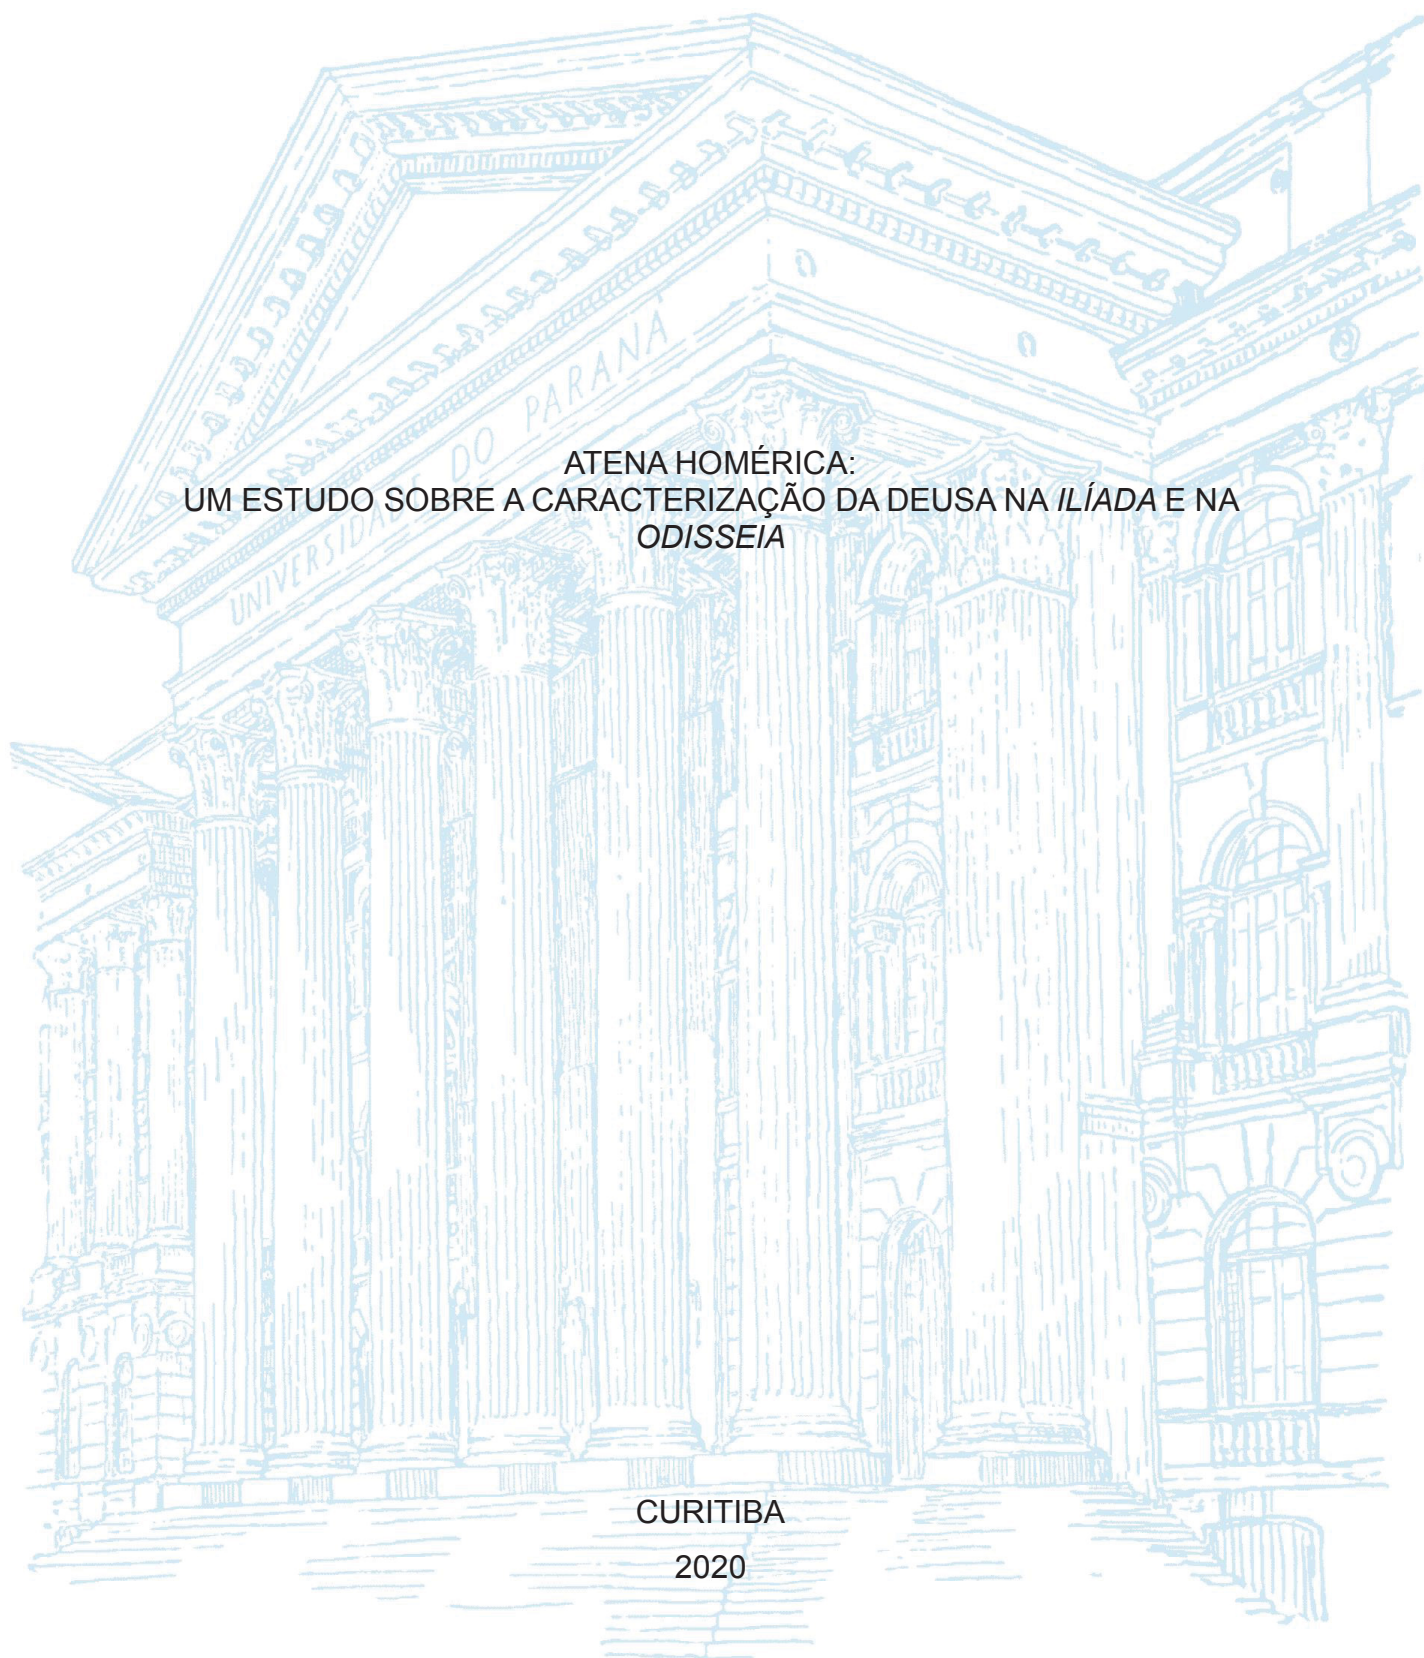 UNIVERSIDADE DO PARANÁ
ATENA HOMÉRICA:
UM ESTUDO SOBRE A CARACTERIZAÇÃO DA DEUSA NA ILÍADA E NA
ODISSEIA
CURITIBA
2020